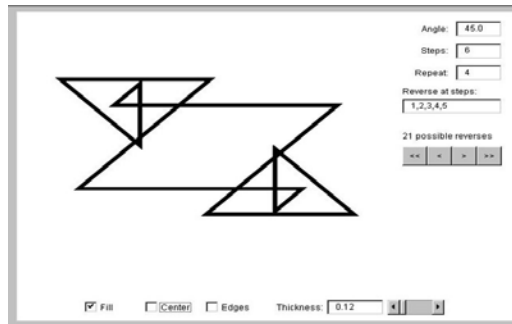 Angle: 45.0
Steps: 6
Repeat: 4
Reverse at steps:
1,2,3,4,5
21 possible reverses
<< < > >>
Fill Center Edges Thickness: 0.12